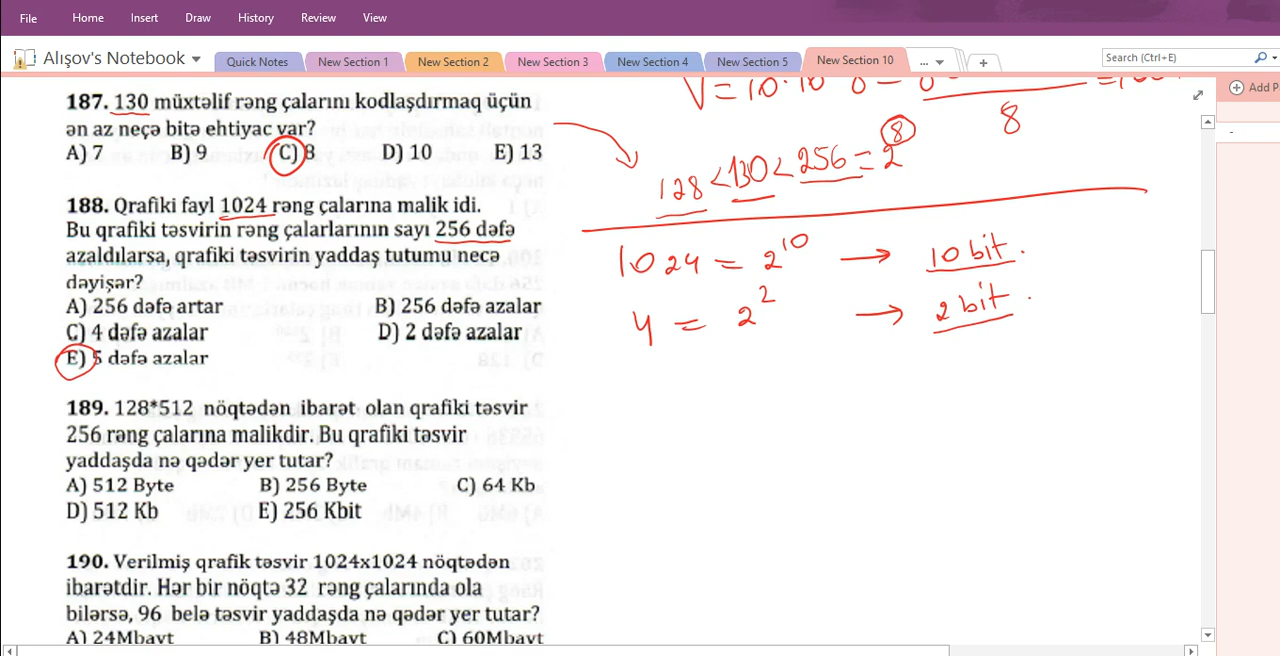 File Home Insert Draw History Review View
Alışov's Notebook Quick Notes New Section 1 New Section 2 New Section 3 New Section 4 New Section 5 New Section 10 ... Search (Ctrl+E)
Add P
187. 130 müxtəlif rəng çalarını kodlaşdırmaq üçün
ən az neçə bitə ehtiyac var?
A) 7 B) 9 C) 8 D) 10 E) 13
188. Qrafiki fayl 1024 rəng çalarına malik idi.
Bu qrafiki təsvirin rəng çalarlarının sayı 256 dəfə
azaldılarsa, qrafiki təsvirin yaddaş tutumu necə
dəyişər?
A) 256 dəfə artar B) 256 dəfə azalar
C) 4 dəfə azalar D) 2 dəfə azalar
E) 5 dəfə azalar
189. 128*512 nöqtədən ibarət olan qrafiki təsvir
256 rəng çalarına malikdir. Bu qrafiki təsvir
yaddaşda nə qədər yer tutar?
A) 512 Byte B) 256 Byte C) 64 Kb
D) 512 Kb E) 256 Kbit
190. Verilmiş qrafik təsvir 1024x1024 nöqtədən
ibarətdir. Hər bir nöqtə 32 rəng çalarında ola
bilərsə, 96 belə təsvir yaddaşda nə qədər yer tutar?
A) 24Mbayt B) 48Mbayt C) 60Mbayt
8
128 < 130 < 256 = 2⁸
1024 = 2¹⁰ → 10 bit.
4 = 2² → 2 bit.